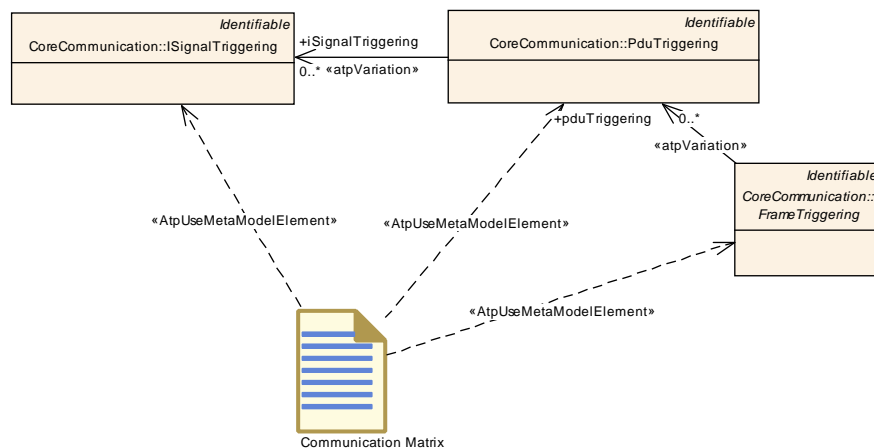 Identifiable
CoreCommunication::ISignalTriggering
+iSignalTriggering
0..*
«atpVariation»
Identifiable
CoreCommunication::PduTriggering
+pduTriggering
0..*
«atpVariation»
Identifiable
CoreCommunication::
FrameTriggering
«AtpUseMetaModelElement»
«AtpUseMetaModelElement»
«AtpUseMetaModelElement»
Communication Matrix